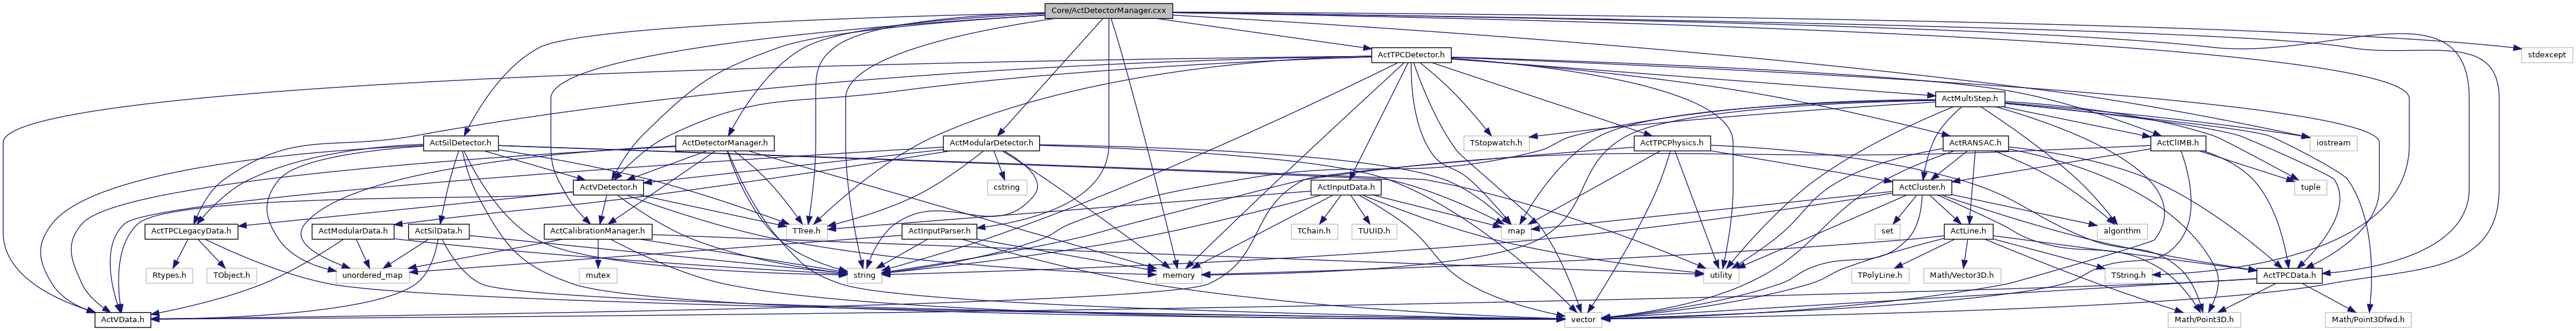 Core/ActDetectorManager.cxx
ActTPCDetector.h
stdexcept
ActMultiStep.h
ActSilDetector.h
ActDetectorManager.h
ActModularDetector.h
TStopwatch.h
ActTPCPhysics.h
ActRANSAC.h
ActClIMB.h
iostream
ActVDetector.h
cstring
ActInputData.h
ActCluster.h
tuple
ActTPCLegacyData.h
ActModularData.h
ActSilData.h
ActCalibrationManager.h
TTree.h
ActInputParser.h
TChain.h
TUUID.h
map
set
ActLine.h
algorithm
Rtypes.h
TObject.h
unordered_map
mutex
string
memory
utility
TPolyLine.h
Math/Vector3D.h
TString.h
ActTPCData.h
ActVData.h
vector
Math/Point3D.h
Math/Point3Dfwd.h